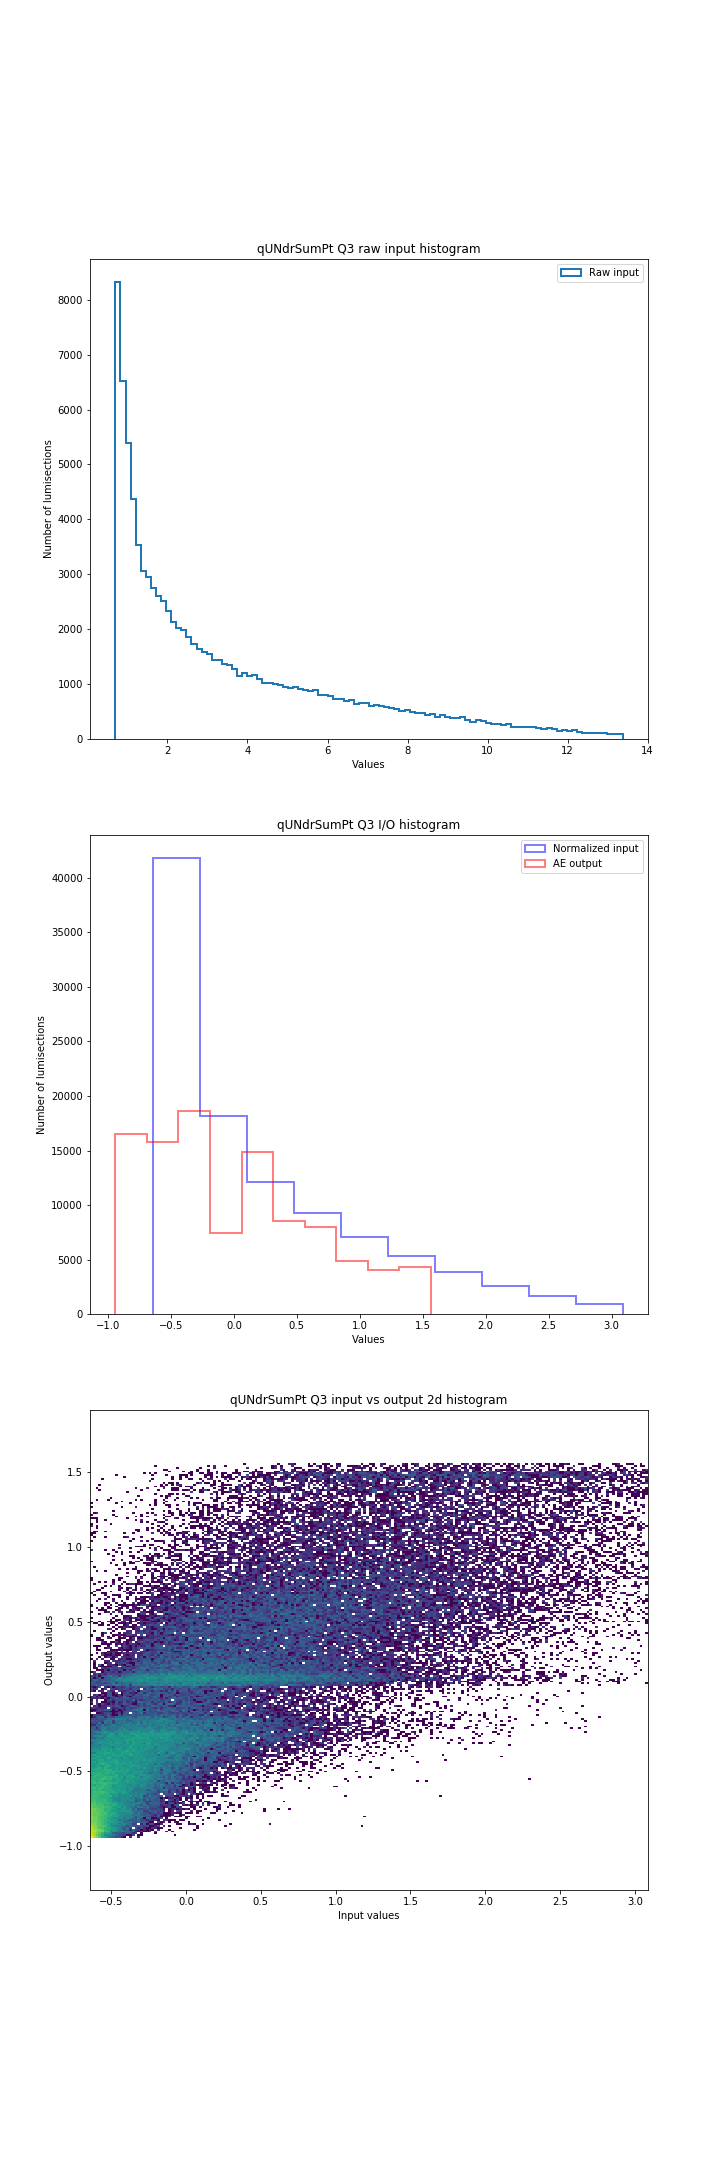 qUNdrSumPt Q3 raw input histogram
Raw input
8000
7000
6000
5000
4000
3000
2000
1000
0
Number of lumisections
2 4 6 8 10 12 14
Values
qUNdrSumPt Q3 I/O histogram
Normalized input
AE output
40000
35000
30000
25000
20000
15000
10000
5000
0
Number of lumisections
−1.0 −0.5 0.0 0.5 1.0 1.5 2.0 2.5 3.0
Values
qUNdrSumPt Q3 input vs output 2d histogram
1.5
1.0
0.5
0.0
−0.5
−1.0
Output values
−0.5 0.0 0.5 1.0 1.5 2.0 2.5 3.0
Input values